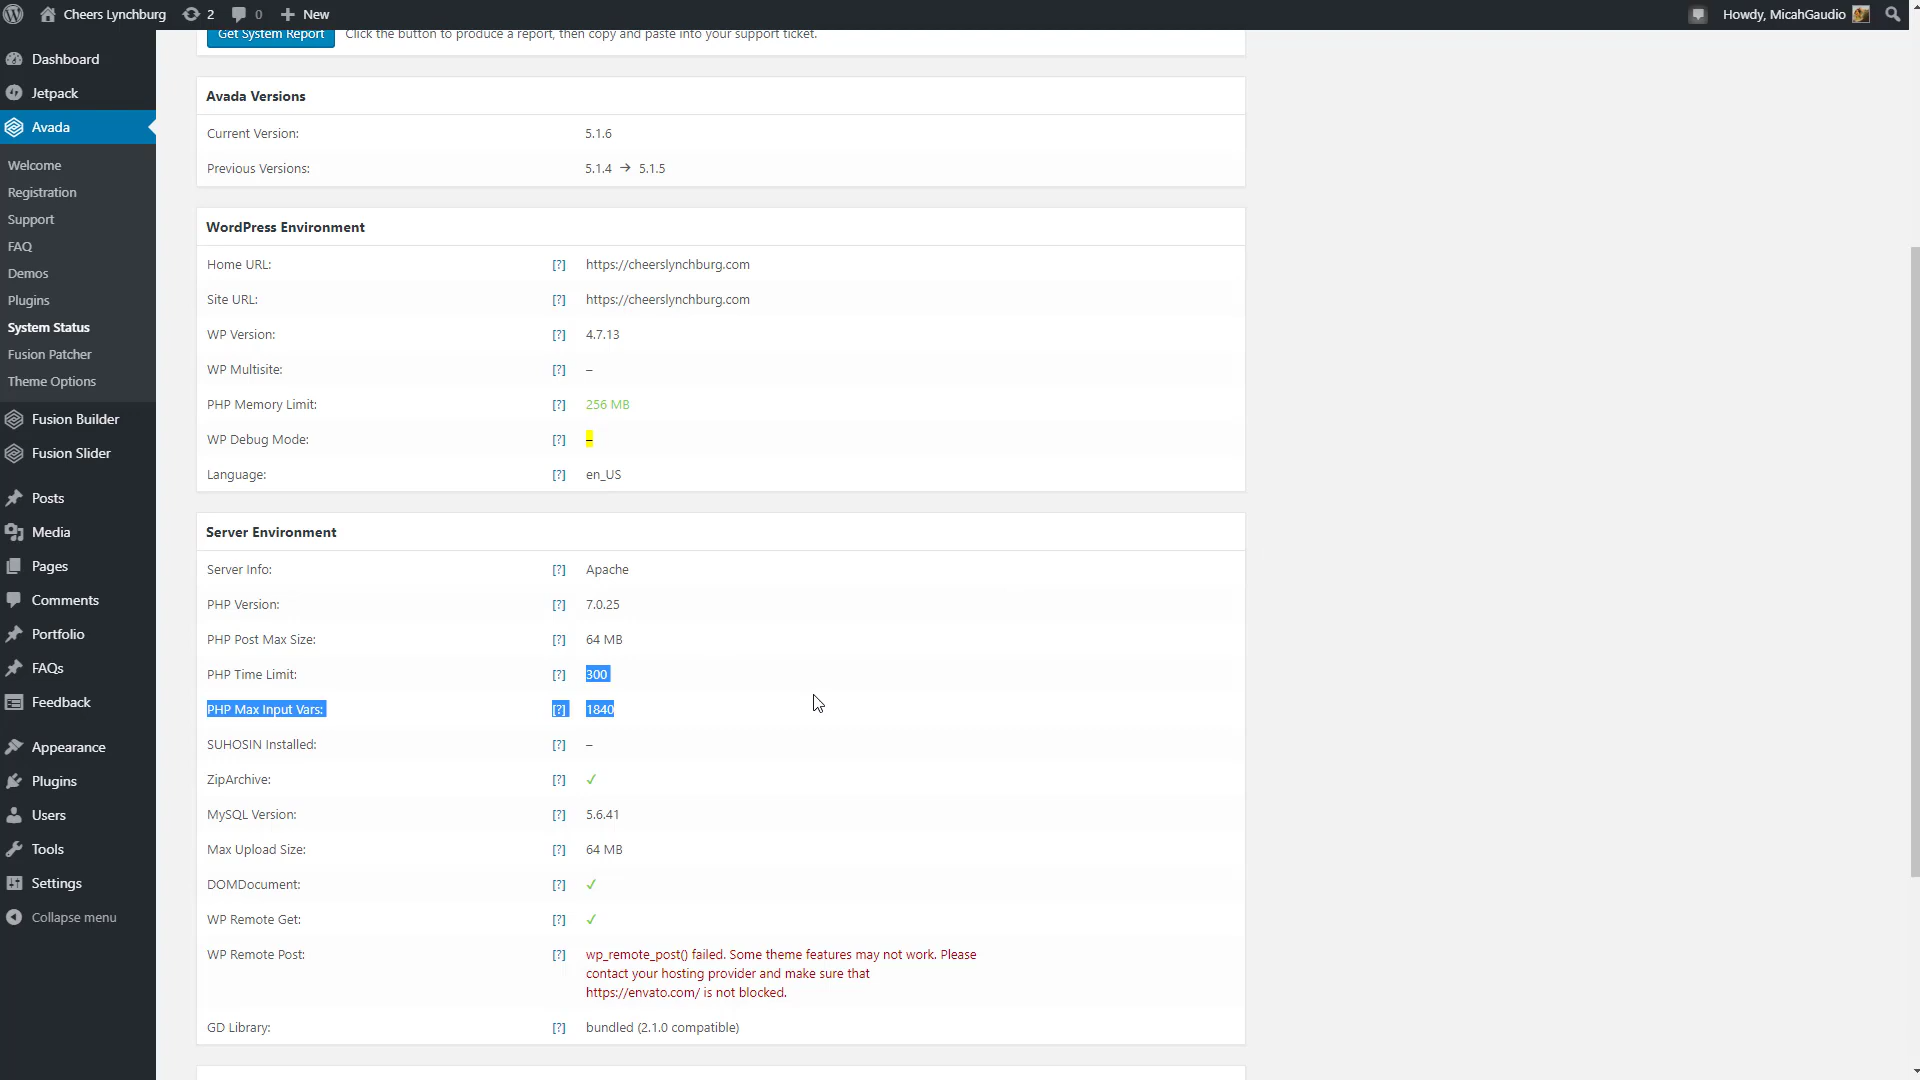 Cheers Lynchburg
2
0
New
Howdy, MicahGaudio
Dashboard
Jetpack
Avada
Welcome
Registration
Support
FAQ
Demos
Plugins
System Status
Fusion Patcher
Theme Options
Fusion Builder
Fusion Slider
Posts
Media
Pages
Comments
Portfolio
FAQs
Feedback
Appearance
Plugins
Users
Tools
Settings
Collapse menu
Get System Report Click the button to produce a report, then copy and paste into your support ticket.
Avada Versions
Current Version: 5.1.6
Previous Versions: 5.1.4 → 5.1.5
WordPress Environment
Home URL: [?] https://cheerslynchburg.com
Site URL: [?] https://cheerslynchburg.com
WP Version: [?] 4.7.13
WP Multisite: [?] –
PHP Memory Limit: [?] 256 MB
WP Debug Mode: [?] –
Language: [?] en_US
Server Environment
Server Info: [?] Apache
PHP Version: [?] 7.0.25
PHP Post Max Size: [?] 64 MB
PHP Time Limit: [?] 300
PHP Max Input Vars: [?] 1840
SUHOSIN Installed: [?] –
ZipArchive: [?] ✓
MySQL Version: [?] 5.6.41
Max Upload Size: [?] 64 MB
DOMDocument: [?] ✓
WP Remote Get: [?] ✓
WP Remote Post: [?] wp_remote_post() failed. Some theme features may not work. Please
contact your hosting provider and make sure that
https://envato.com/ is not blocked.
GD Library: [?] bundled (2.1.0 compatible)